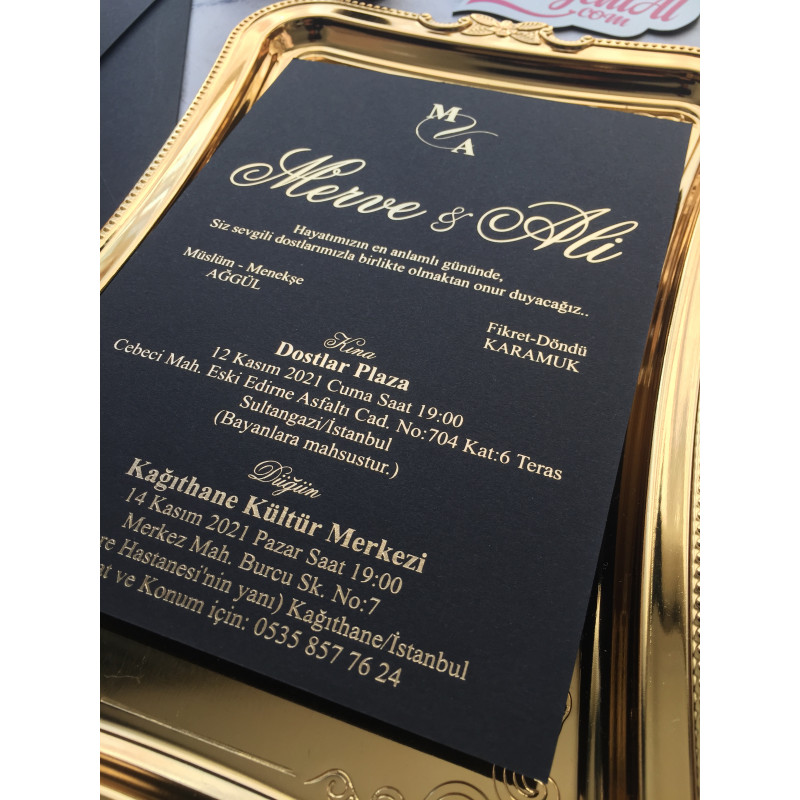 M
A
Merve & Ali
Hayatımızın en anlamlı gününde,
Siz sevgili dostlarımızla birlikte olmaktan onur duyacağız..
Müslüm - Menekşe
AĞGÜL
Fikret-Döndü
KARAMUK
Kına
Dostlar Plaza
12 Kasım 2021 Cuma Saat 19:00
Cebeci Mah. Eski Edirne Asfaltı Cad. No:704 Kat:6 Teras
Sultangazi/İstanbul
(Bayanlara mahsustur.)
Düğün
Kağıthane Kültür Merkezi
14 Kasım 2021 Pazar Saat 19:00
Merkez Mah. Burcu Sk. No:7
Hastanesi'nin yanı) Kağıthane/İstanbul
ve Konum için: 0535 857 76 24
.com